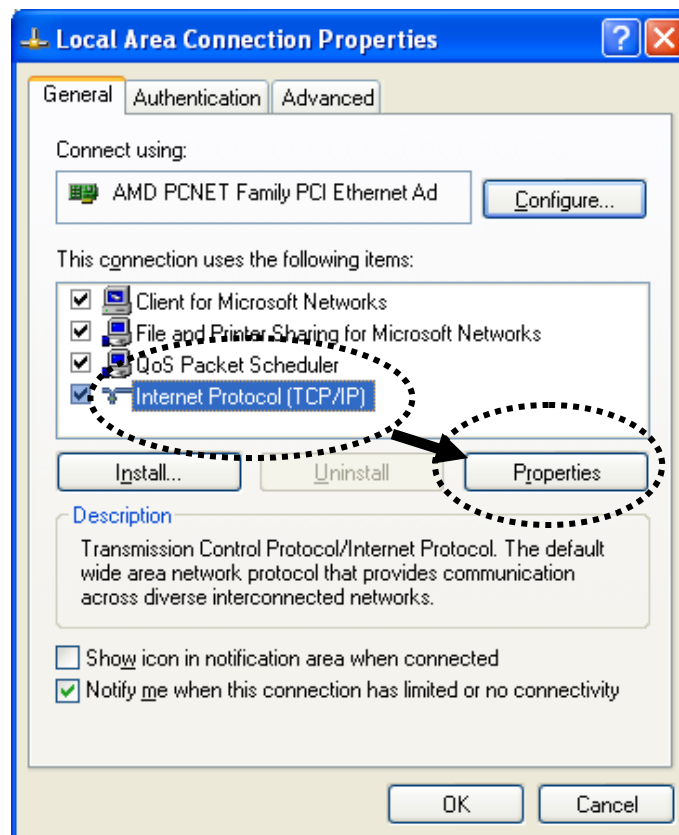 Local Area Connection Properties
General Authentication Advanced
Connect using:
AMD PCNET Family PCI Ethernet Ad
Configure...
This connection uses the following items:
Client for Microsoft Networks
File and Printer Sharing for Microsoft Networks
QoS Packet Scheduler
Internet Protocol (TCP/IP)
Install... Uninstall Properties
Description
Transmission Control Protocol/Internet Protocol. The default
wide area network protocol that provides communication
across diverse interconnected networks.
Show icon in notification area when connected
Notify me when this connection has limited or no connectivity
OK Cancel